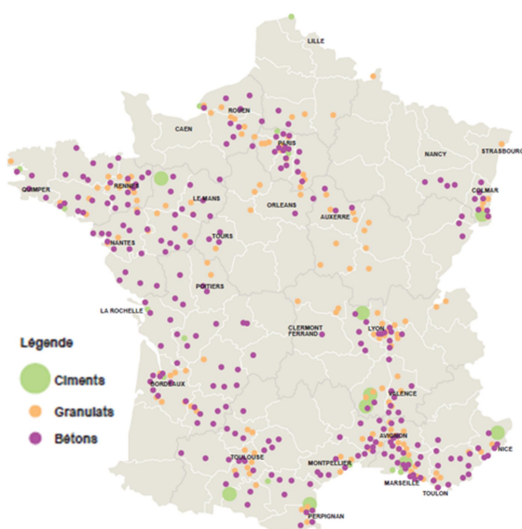 LILLE
ROUEN
CAEN
PARIS
NANCY
STRASBOURG
QUIMPER
RENNES
LE MANS
ORLEANS
AUXERRE
COLMAR
NANTES
TOURS
POITIERS
LA ROCHELLE
CLERMONT
FERRAND
LYON
Légende
Ciments
Granulats
Bétons
BORDEAUX
VALENCE
AVIGNON
TOULOUSE
MONTPELLIER
NICE
MARSEILLE
TOULON
PERPIGNAN